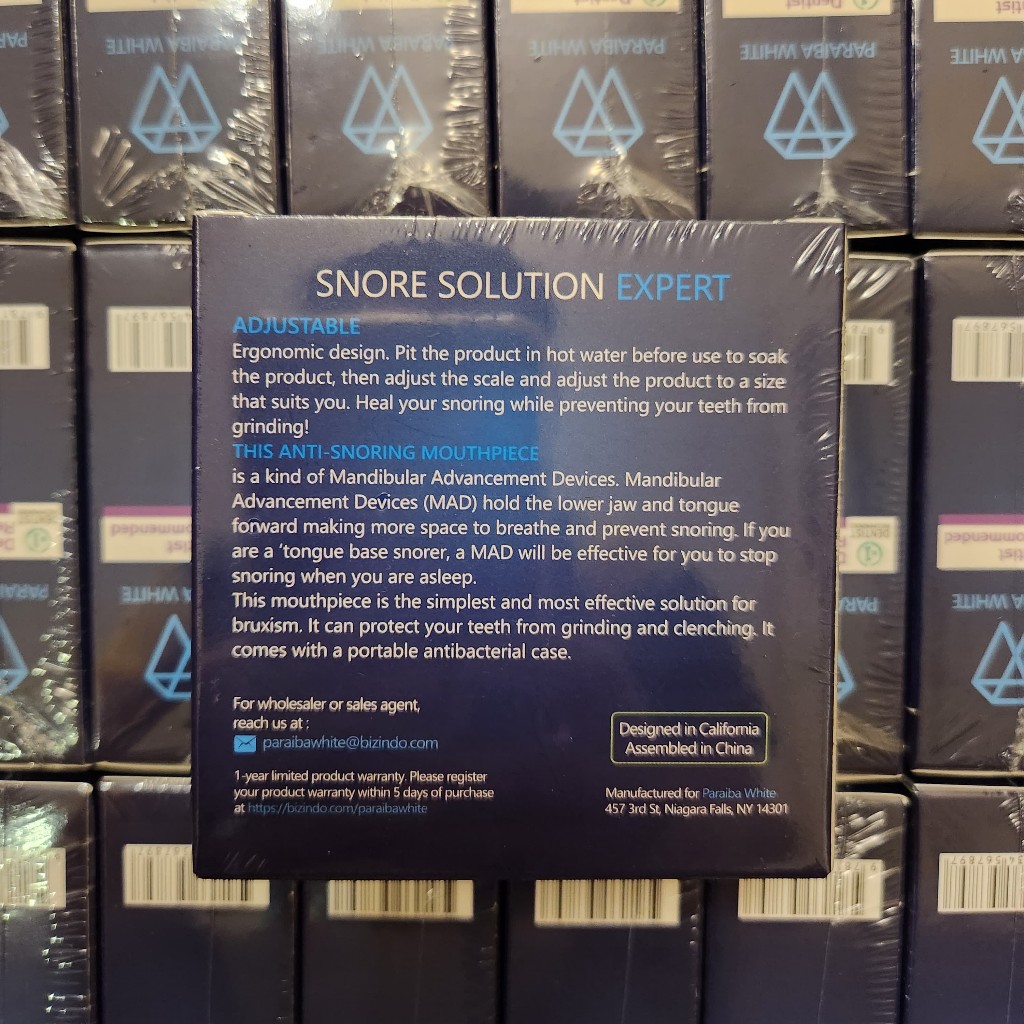 PARAIBA WHITE
PARAIBA WHITE
PARAIBA WHITE
PARAIBA WHITE
SNORE SOLUTION EXPERT
ADJUSTABLE
Ergonomic design. Pit the product in hot water before use to soak
the product, then adjust the scale and adjust the product to a size
that suits you. Heal your snoring while preventing your teeth from
grinding!
THIS ANTI-SNORING MOUTHPIECE
is a kind of Mandibular Advancement Devices. Mandibular
Advancement Devices (MAD) hold the lower jaw and tongue
forward making more space to breathe and prevent snoring. If you
are a 'tongue base snorer, a MAD will be effective for you to stop
snoring when you are asleep.
This mouthpiece is the simplest and most effective solution for
bruxism. It can protect your teeth from grinding and clenching. It
comes with a portable antibacterial case.
For wholesaler or sales agent,
reach us at :
paraibawhite@bizindo.com
1-year limited product warranty. Please register
your product warranty within 5 days of purchase
at https://bizindo.com/paraibawhite
Designed in California
Assembled in China
Manufactured for Paraiba White
457 3rd St, Niagara Falls, NY 14301